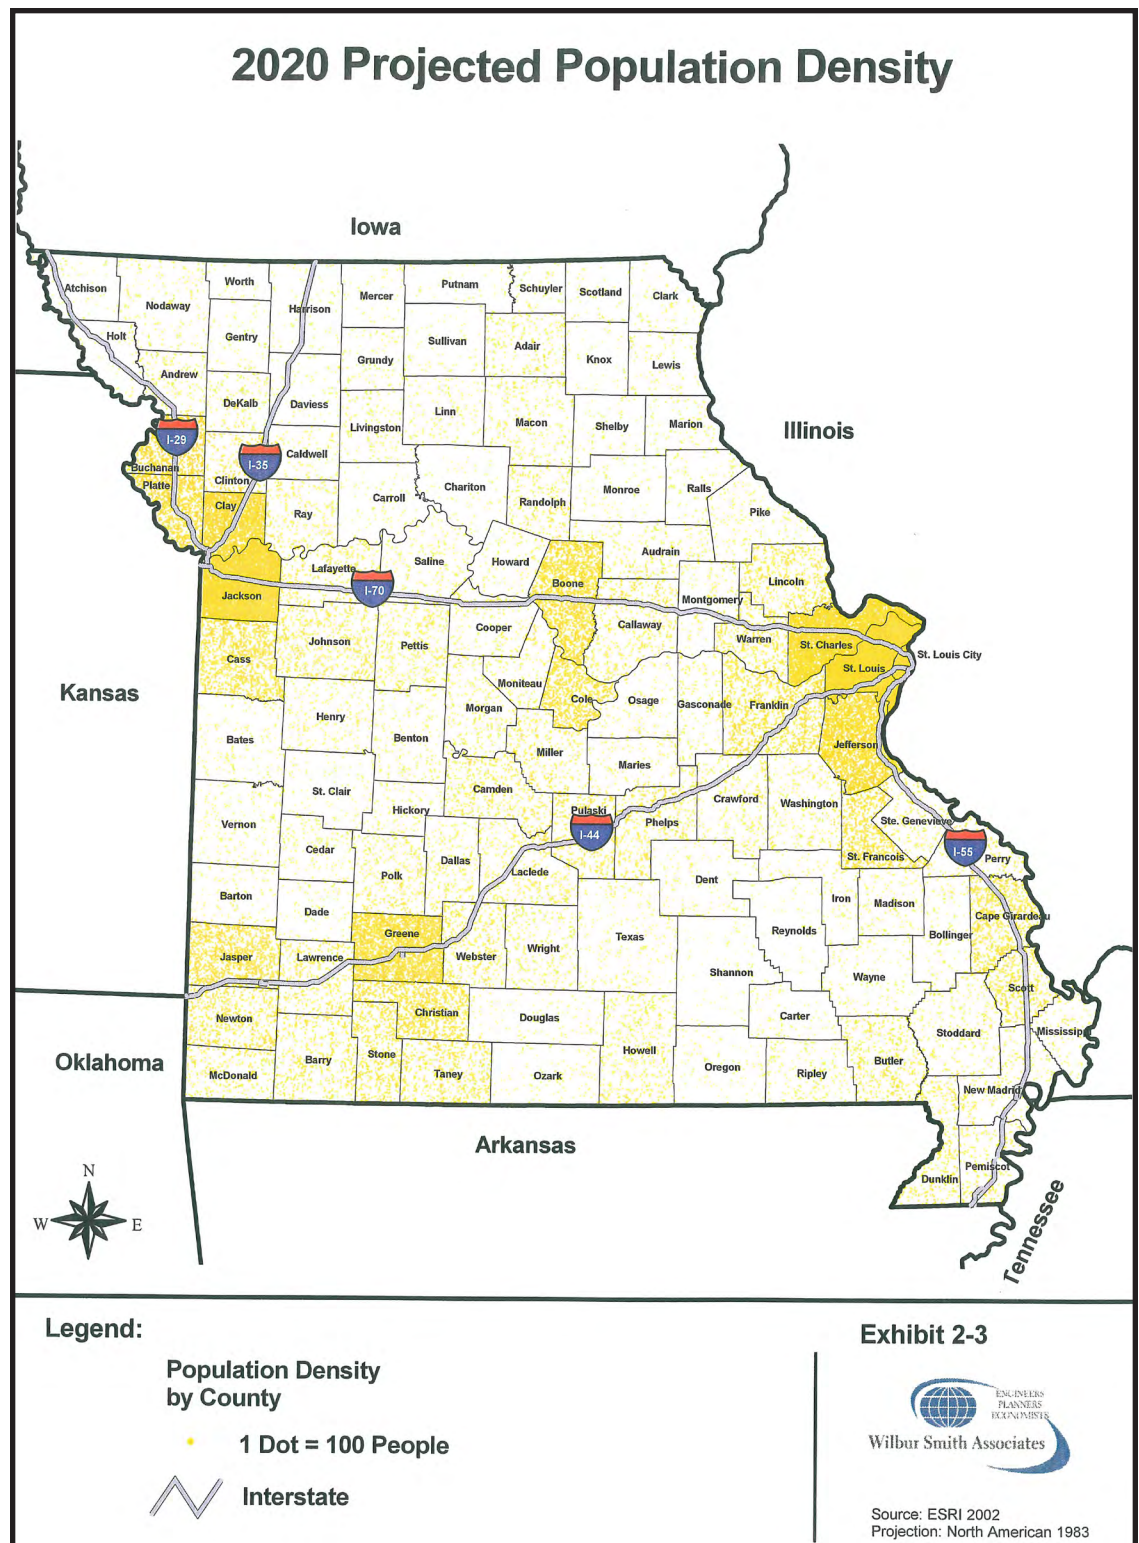 2020 Projected Population Density
Iowa
Atchison
Nodaway
Worth
Harrison
Mercer
Putnam
Schuyler
Scotland
Clark
Holt
Gentry
Grundy
Sullivan
Adair
Knox
Lewis
Andrew
DeKalb
Daviess
Livingston
Linn
Macon
Shelby
Marion
Illinois
I-29
I-35
Caldwell
Buchanan
Platte
Clinton
Clay
Ray
Carroll
Chariton
Randolph
Monroe
Ralls
Pike
Audrain
Jackson
Lafayette
I-70
Saline
Howard
Boone
Lincoln
Montgomery
Callaway
Warren
St. Charles
St. Louis
St. Louis City
Cass
Johnson
Pettis
Cooper
Moniteau
Cole
Osage
Gasconade
Franklin
Kansas
Jefferson
Bates
Henry
Benton
Morgan
Miller
Maries
St. Clair
Hickory
Camden
Pulaski
I-44
Phelps
Crawford
Washington
Ste. Genevieve
St. Francois
I-55
Perry
Vernon
Cedar
Polk
Dallas
Laclede
Dent
Iron
Madison
Cape Girardeau
Bollinger
Barton
Dade
Greene
Webster
Wright
Texas
Reynolds
Shannon
Wayne
Jasper
Lawrence
Scott
Mississippi
Stoddard
Newton
Christian
Douglas
Carter
Oklahoma
McDonald
Barry
Stone
Taney
Ozark
Howell
Oregon
Ripley
Butler
New Madrid
Pemiscot
Dunklin
Arkansas
Tennessee
N
W
E
Legend:
Population Density
by County
1 Dot = 100 People
Interstate
Exhibit 2-3
ENGINEERS
PLANNERS
ECONOMISTS
Wilbur Smith Associates
Source: ESRI 2002
Projection: North American 1983